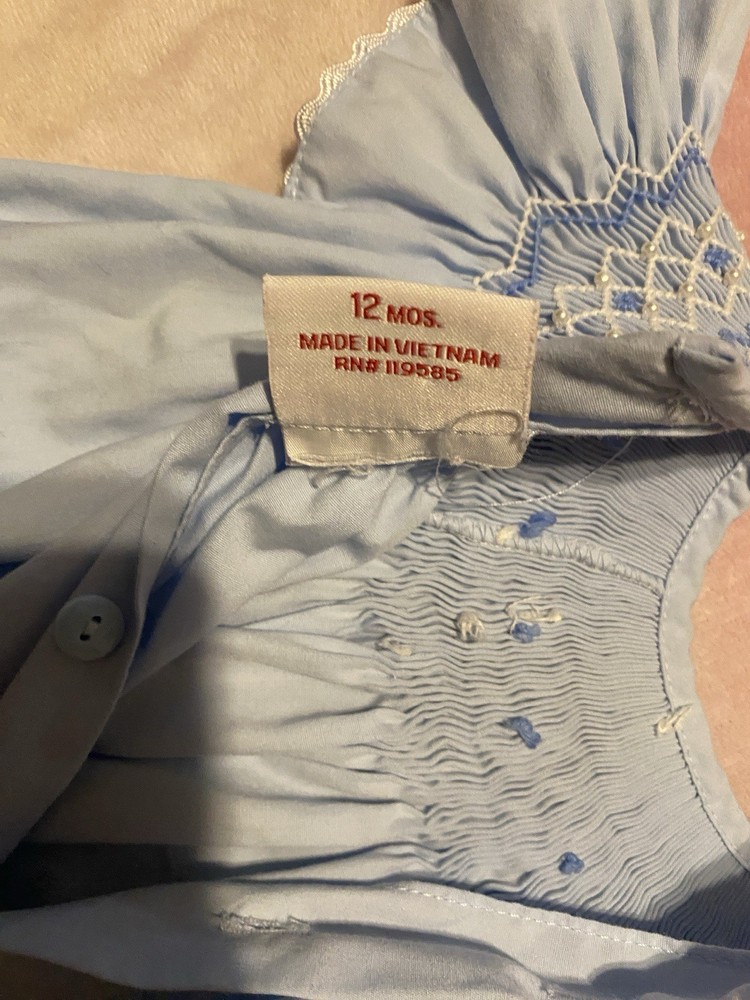 12 MOS.
MADE IN VIETNAM
RN# 119585